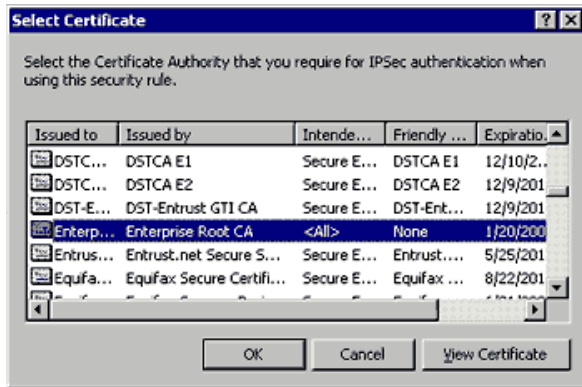 Select Certificate
Select the Certificate Authority that you require for IPSec authentication when
using this security rule.
Issued to Issued by Intende... Friendly ... Expiratio...
DSTC... DSTCA E1 Secure E... DSTCA E1 12/10/2...
DSTC... DSTCA E2 Secure E... DSTCA E2 12/9/201
DST-E... DST-Entrust GTI CA Secure E... DST-Ent... 12/9/201
Enterp... Enterprise Root CA <All> None 1/20/200
Entrus... Entrust.net Secure S... Secure E... Entrust.... 5/25/201
Equifa... Equifax Secure Certifi... Secure E... Equifax ... 8/22/201
OK Cancel View Certificate